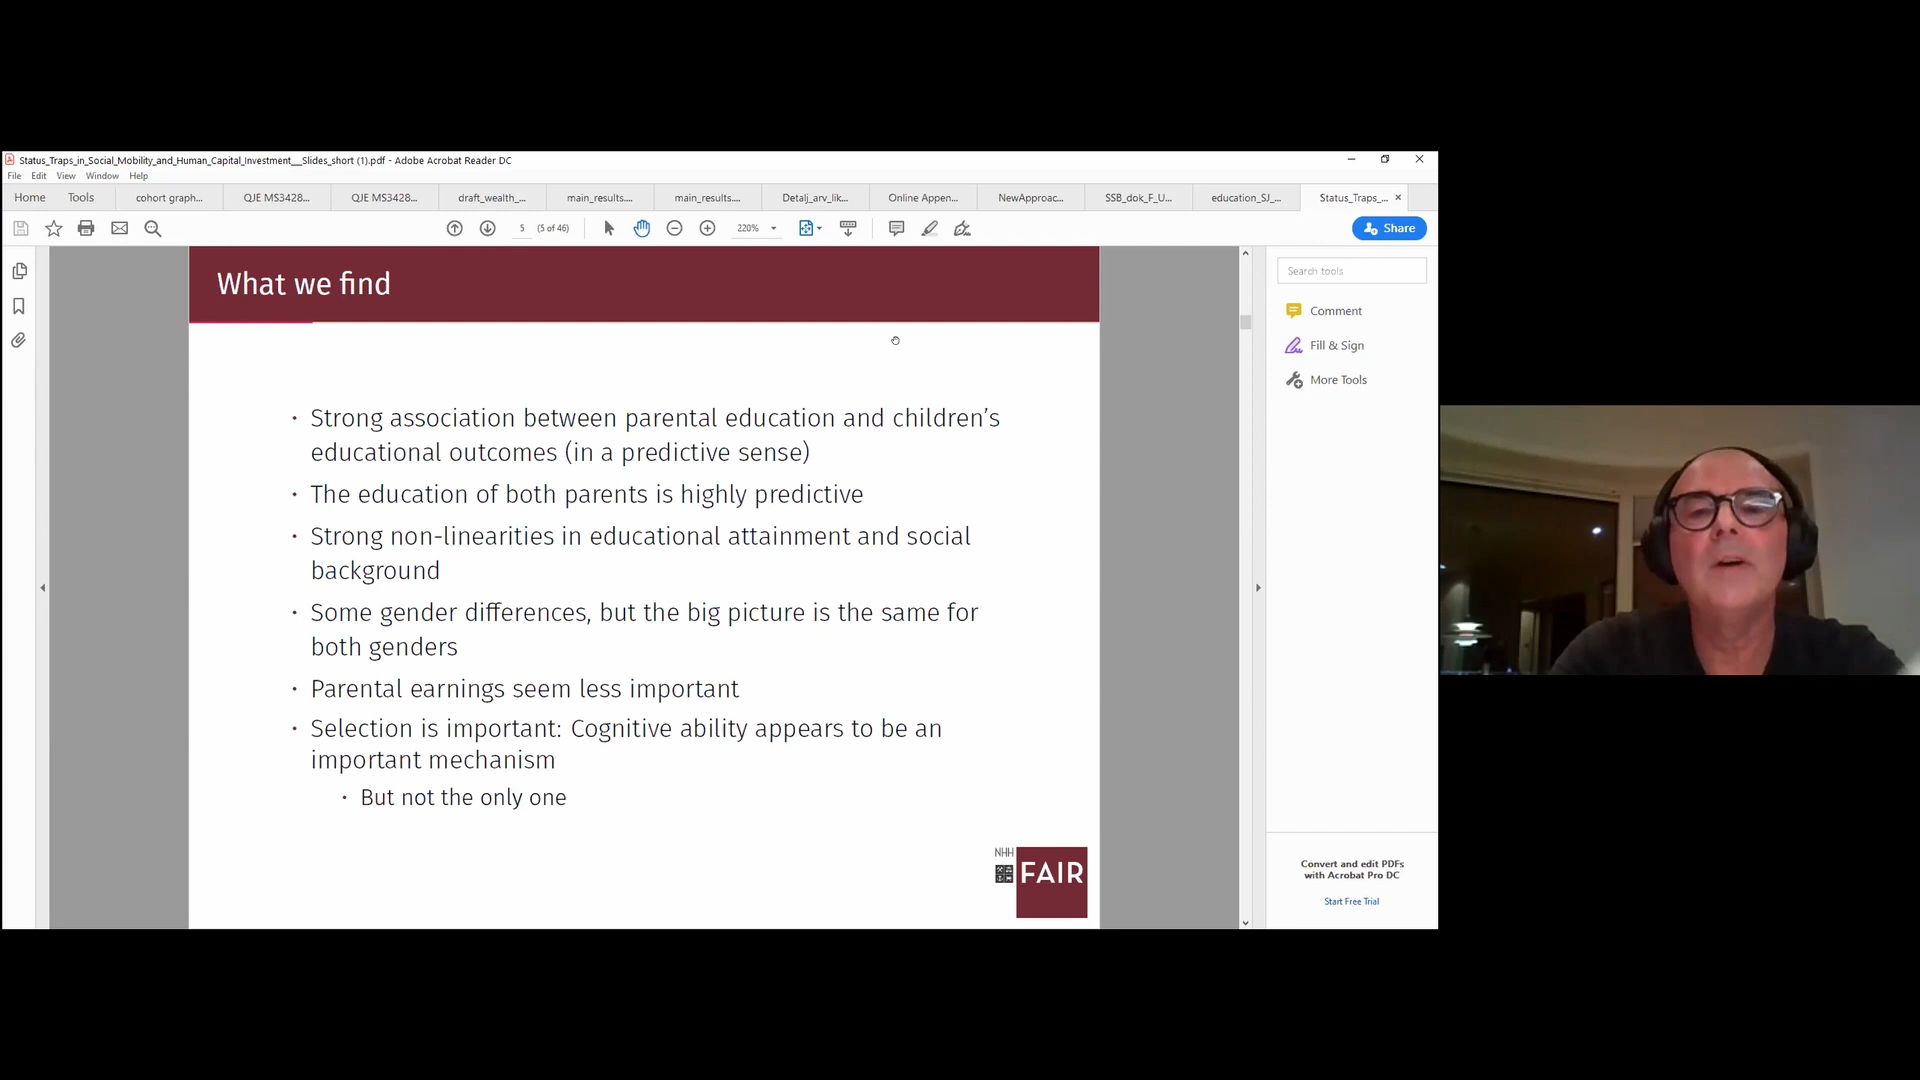 Status_Traps_in_Social_Mobility_and_Human_Capital_Investment__Slides_short (1).pdf - Adobe Acrobat Reader DC
File Edit View Window Help
Home Tools cohort graph... QJE MS3428... QJE MS3428... draft_wealth_... main_results.... main_results.... Detalj_arv_lik... Online Appen... NewApproac... SSB_dok_F_U... education_SJ_... Status_Traps_...
5 (5 of 46) 220% Share
What we find
Search tools
Comment
Fill & Sign
More Tools
· Strong association between parental education and children’s
educational outcomes (in a predictive sense)
· The education of both parents is highly predictive
· Strong non-linearities in educational attainment and social
background
· Some gender differences, but the big picture is the same for
both genders
· Parental earnings seem less important
· Selection is important: Cognitive ability appears to be an
important mechanism
· But not the only one
NHH
FAIR
Convert and edit PDFs
with Acrobat Pro DC
Start Free Trial